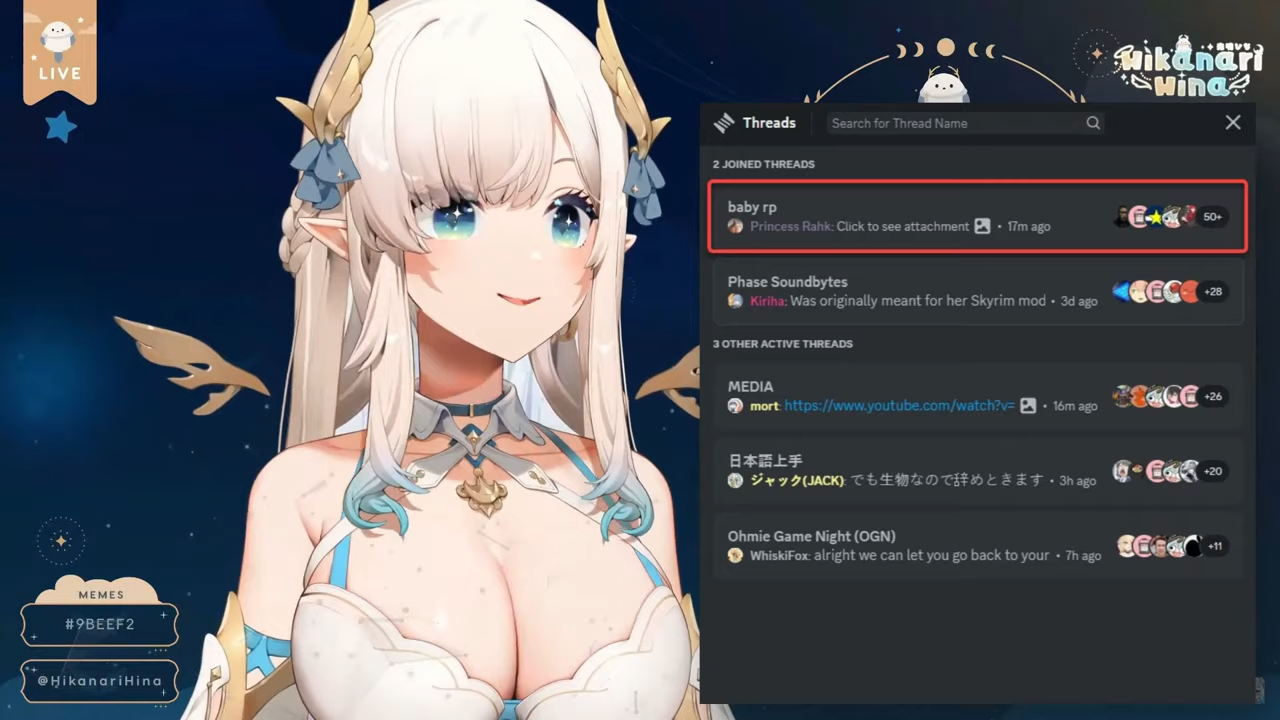 LIVE
光成ひな
Hikanari
Hina
Threads
Search for Thread Name
2 JOINED THREADS
baby rp
Princess Rahk: Click to see attachment • 17m ago
50+
Phase Soundbytes
Kiriha: Was originally meant for her Skyrim mod • 3d ago
+28
3 OTHER ACTIVE THREADS
MEDIA
mort: https://www.youtube.com/watch?v= • 16m ago
+26
日本語上手
ジャック(JACK): でも生物なので辞めときます • 3h ago
+20
Ohmie Game Night (OGN)
WhiskiFox: alright we can let you go back to your • 7h ago
+11
MEMES
#9BEEF2
@HikanariHina